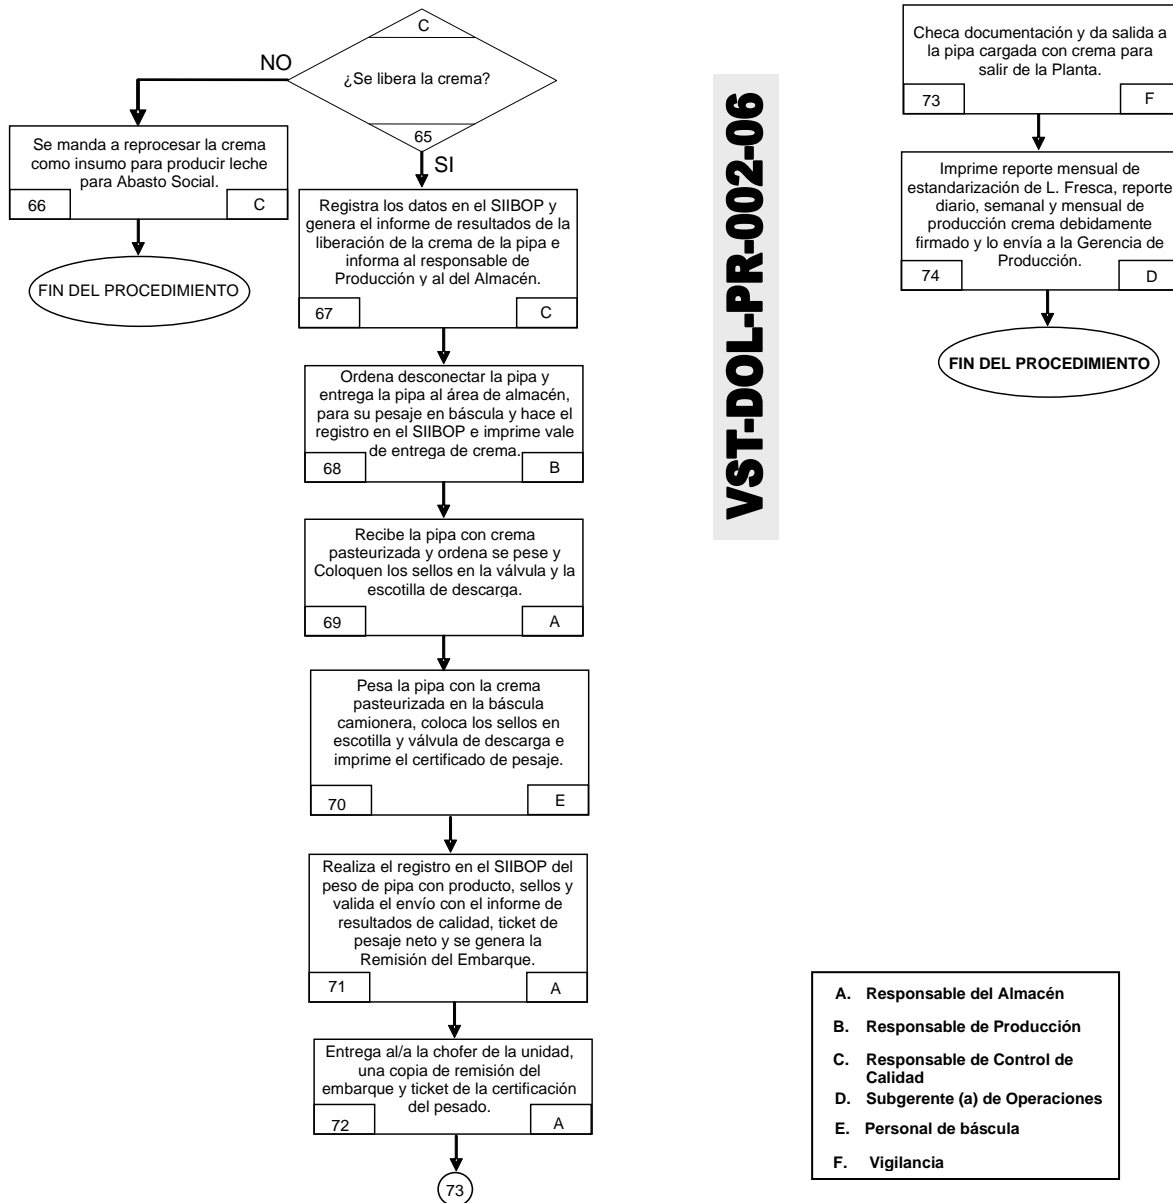 C
¿Se libera la crema?
65
NO
SI
Se manda a reprocesar la crema
como insumo para producir leche
para Abasto Social.
66
C
FIN DEL PROCEDIMIENTO
Registra los datos en el SIIBOP y
genera el informe de resultados de la
liberación de la crema de la pipa e
informa al responsable de
Producción y al del Almacén.
67
C
Ordena desconectar la pipa y
entrega la pipa al área de almacén,
para su pesaje en báscula y hace el
registro en el SIIBOP e imprime vale
de entrega de crema.
68
B
Recibe la pipa con crema
pasteurizada y ordena se pese y
Coloquen los sellos en la válvula y la
escotilla de descarga.
69
A
Pesa la pipa con la crema
pasteurizada en la báscula
camionera, coloca los sellos en
escotilla y válvula de descarga e
imprime el certificado de pesaje.
70
E
Realiza el registro en el SIIBOP del
peso de pipa con producto, sellos y
valida el envío con el informe de
resultados de calidad, ticket de
pesaje neto y se genera la
Remisión del Embarque.
71
A
Entrega al/a la chofer de la unidad,
una copia de remisión del
embarque y ticket de la certificación
del pesado.
72
A
73
VST-DOL-PR-002-06
Checa documentación y da salida a
la pipa cargada con crema para
salir de la Planta.
73
F
Imprime reporte mensual de
estandarización de L. Fresca, reporte
diario, semanal y mensual de
producción crema debidamente
firmado y lo envía a la Gerencia de
Producción.
74
D
FIN DEL PROCEDIMIENTO
A. Responsable del Almacén
B. Responsable de Producción
C. Responsable de Control de
Calidad
D. Subgerente (a) de Operaciones
E. Personal de báscula
F. Vigilancia